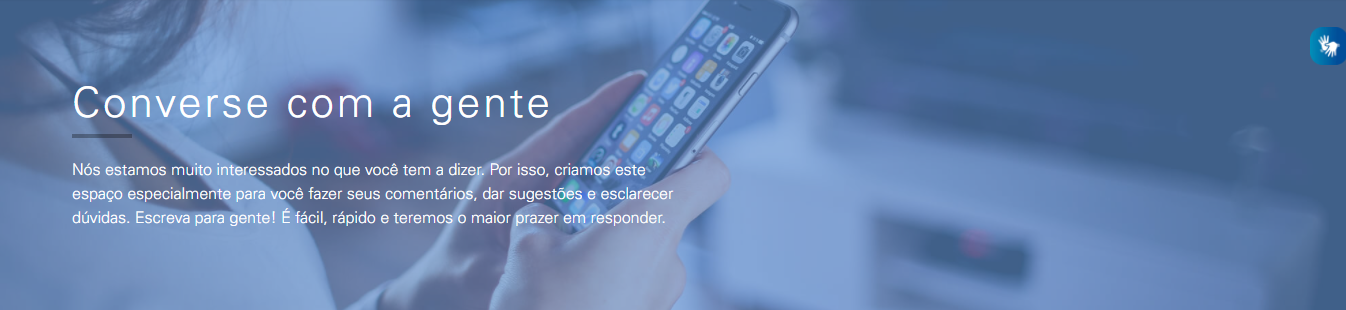 Converse com a gente
Nós estamos muito interessados no que você tem a dizer. Por isso, criamos este
espaço especialmente para você fazer seus comentários, dar sugestões e esclarecer
dúvidas. Escreva para gente! É fácil, rápido e teremos o maior prazer em responder.